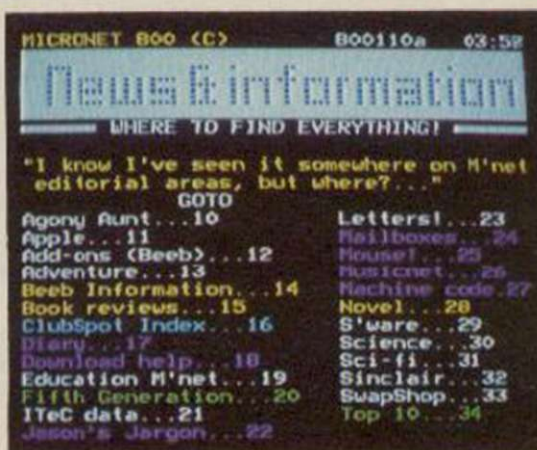 MICRONET 800 (C) 800110a 03:52
News & information
WHERE TO FIND EVERYTHING!
"I know I've seen it somewhere on M'net
editorial areas, but where?..."
GOTO
Agony Aunt...10
Apple...11
Add-ons (Beeb)...12
Adventure...13
Beeb Information...14
Book reviews...15
ClubSpot Index...16
Diary...17
Download help...18
Education M'net...19
Fifth Generation...20
ITeC data...21
Jason's Jargon...22
Letters!...23
Mailboxes...24
Mouse!...25
Musicnet...26
Machine code.27
Novel...28
S'ware...29
Science...30
Sci-fi...31
Sinclair...32
SwapShop...33
Top 10...34